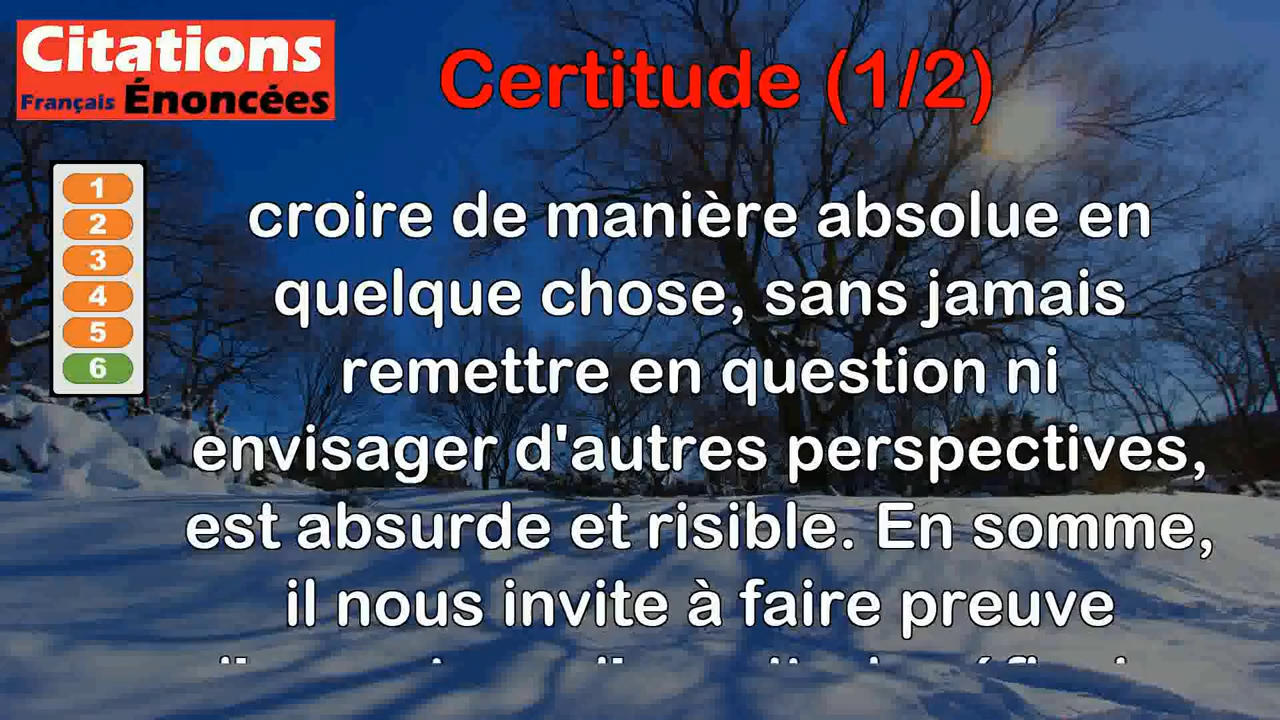 Citations
Français Énoncées
Certitude (1/2)
1
2
3
4
5
6
croire de manière absolue en
quelque chose, sans jamais
remettre en question ni
envisager d'autres perspectives,
est absurde et risible. En somme,
il nous invite à faire preuve